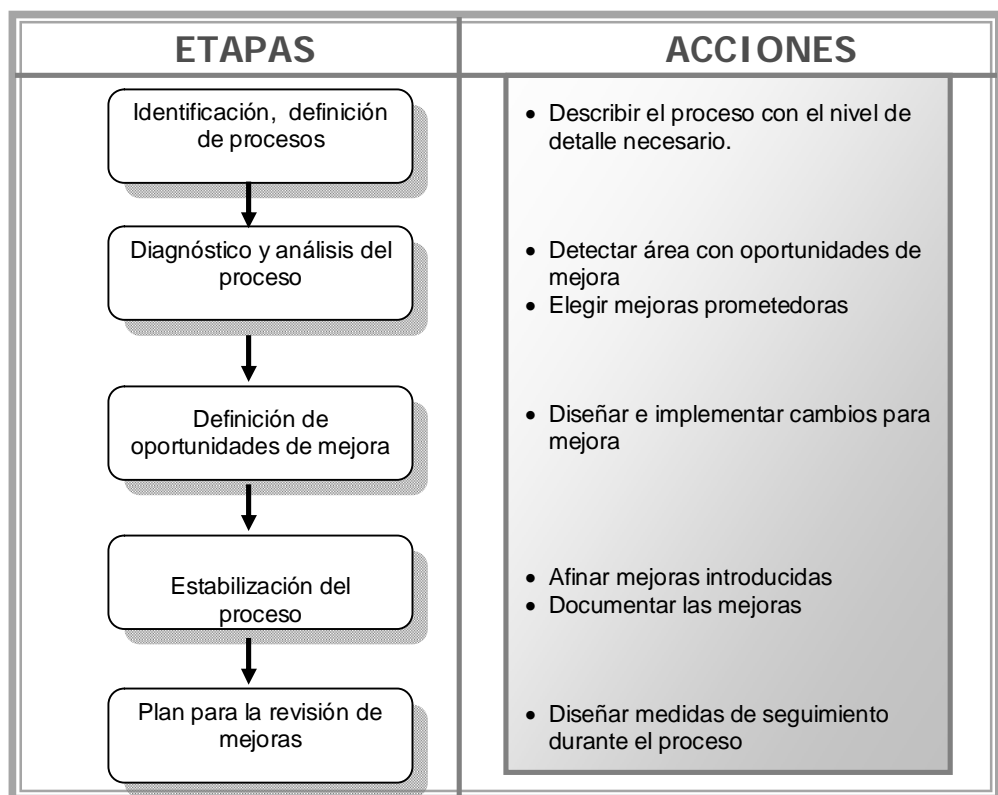 ETAPAS
ACCIONES
Identificación, definición
de procesos
• Describir el proceso con el nivel de
detalle necesario.
Diagnóstico y análisis del
proceso
• Detectar área con oportunidades de
mejora
• Elegir mejoras prometedoras
Definición de
oportunidades de mejora
• Diseñar e implementar cambios para
mejora
Estabilización del
proceso
• Afinar mejoras introducidas
• Documentar las mejoras
Plan para la revisión de
mejoras
• Diseñar medidas de seguimiento
durante el proceso